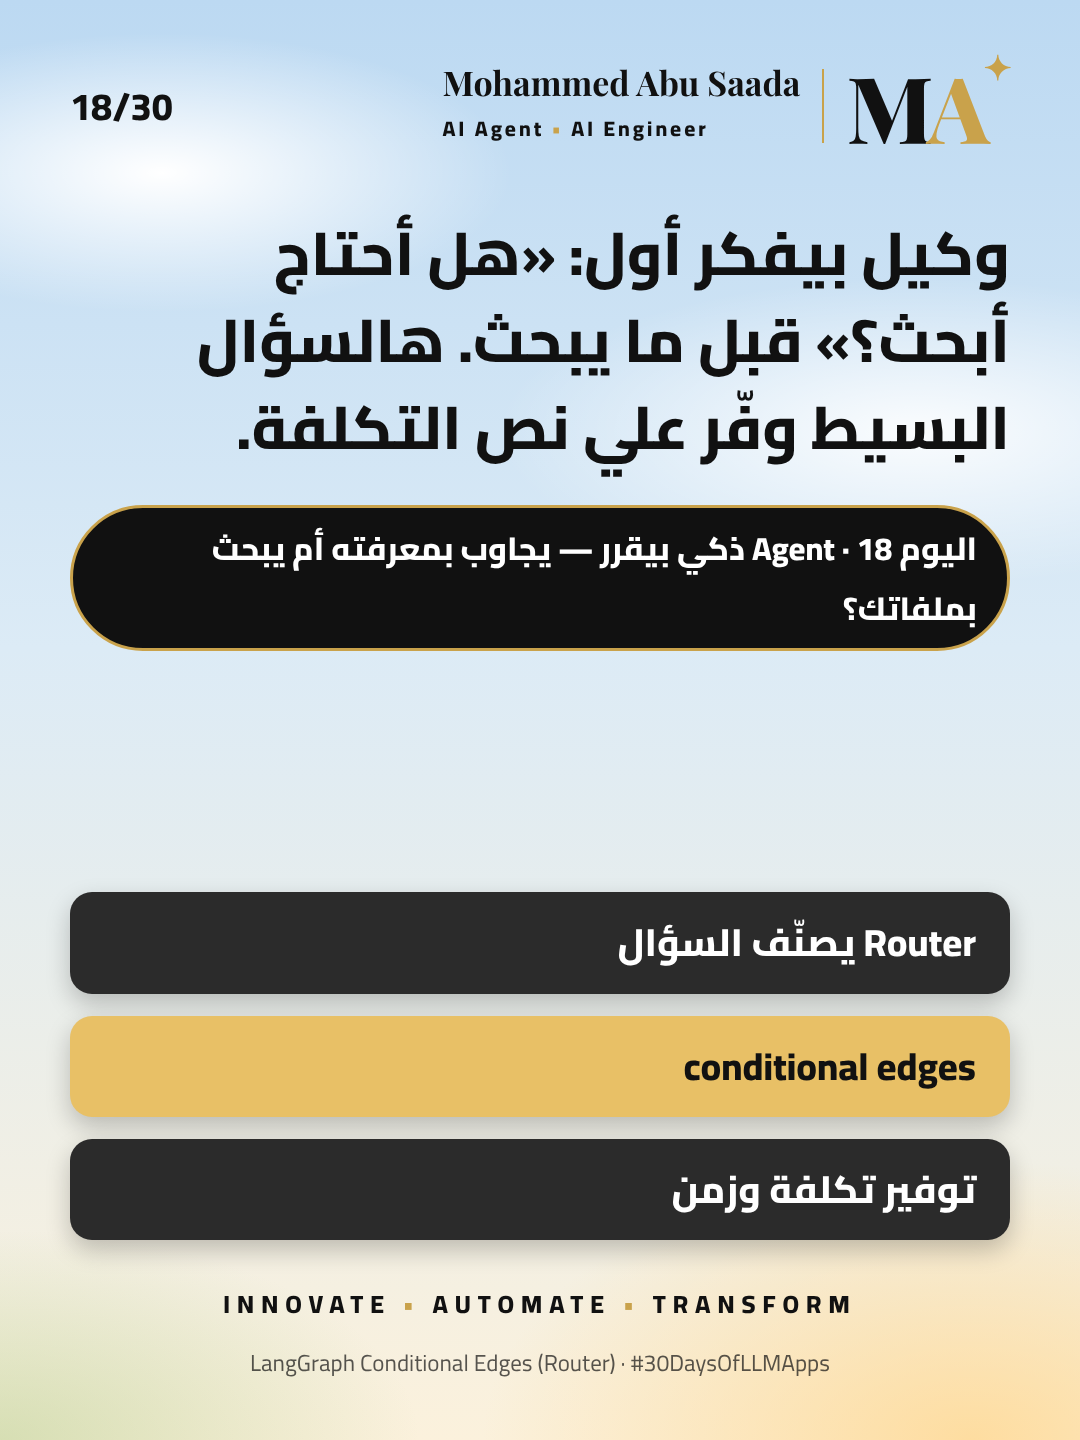 18/30
Mohammed Abu Saada
AI Agent ▪ AI Engineer
MA
وكيل بيفكر أول: «هل أحتاج
أبحث؟» قبل ما يبحث. هالسؤال
البسيط وفّر علي نص التكلفة.
اليوم 18 · Agent ذكي بيقرر — يجاوب بمعرفته أم يبحث
بملفاتك؟
Router يصنّف السؤال
conditional edges
توفير تكلفة وزمن
INNOVATE ▪ AUTOMATE ▪ TRANSFORM
LangGraph Conditional Edges (Router) · #30DaysOfLLMApps